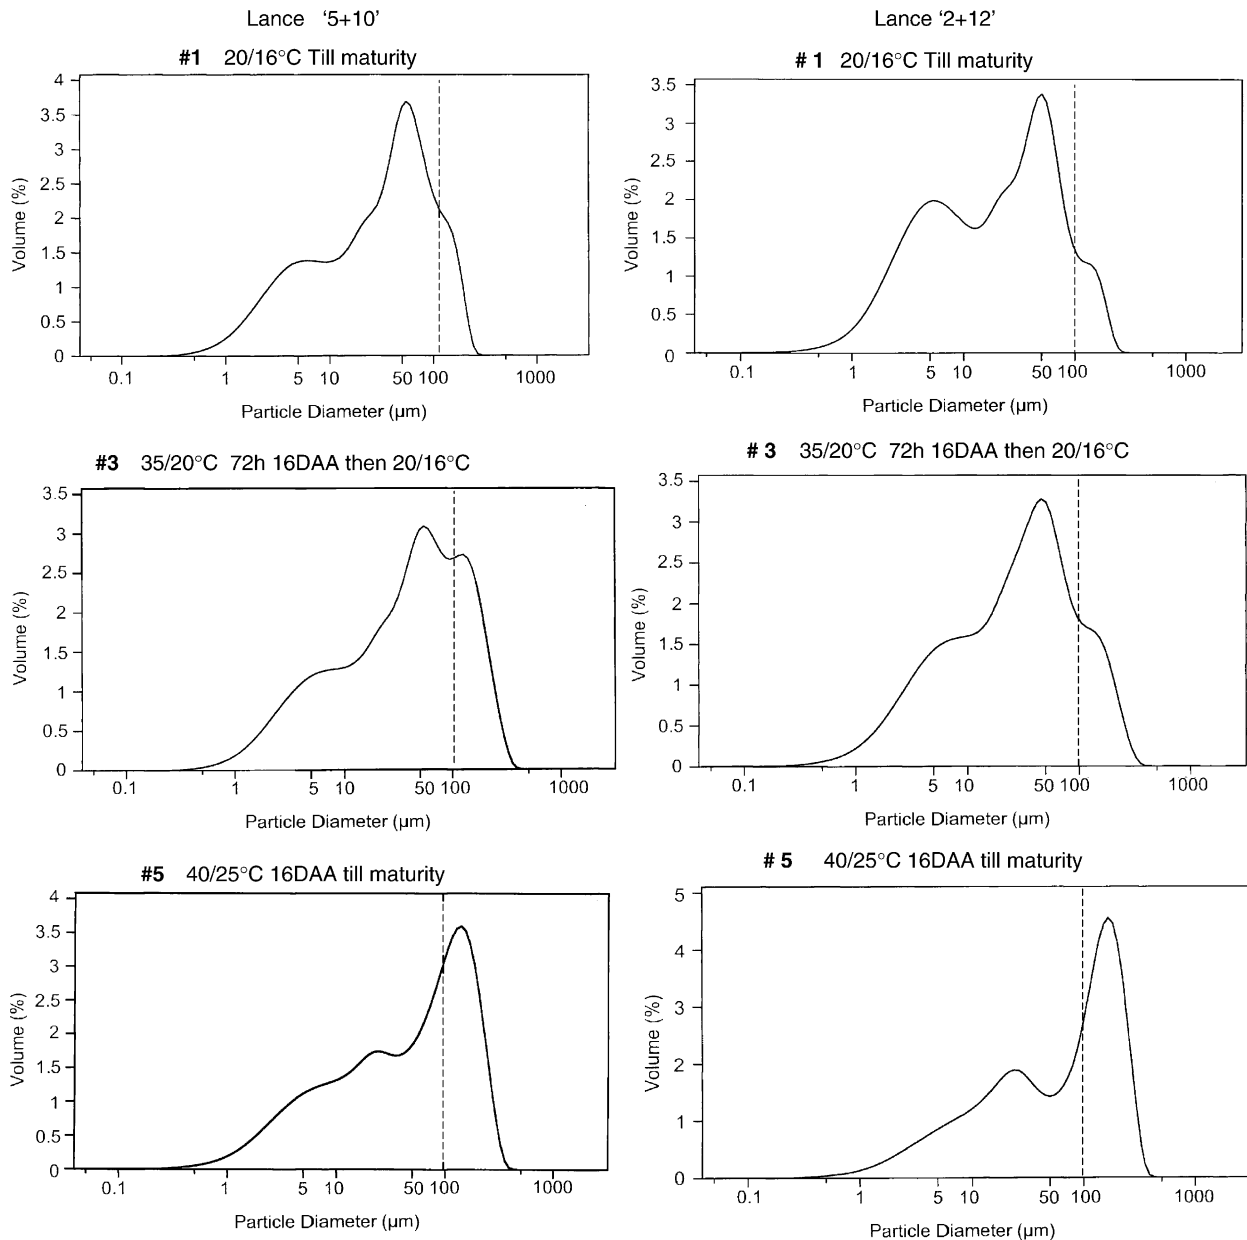 Lance ‘5+10’
#1 20/16°C Till maturity
4
3.5
3
2.5
2
1.5
1
0.5
0
Volume (%)
0.1 1 5 10 50 100 1000
Particle Diameter (µm)
Lance ‘2+12’
# 1 20/16°C Till maturity
3.5
3
2.5
2
1.5
1
0.5
0
Volume (%)
0.1 1 5 10 50 100 1000
Particle Diameter (µm)
#3 35/20°C 72h 16DAA then 20/16°C
3.5
3
2.5
2
1.5
1
0.5
0
Volume (%)
0.1 1 5 10 50 100 1000
Particle Diameter (µm)
# 3 35/20°C 72h 16DAA then 20/16°C
3.5
3
2.5
2
1.5
1
0.5
0
Volume (%)
0.1 1 5 10 50 100 1000
Particle Diameter (µm)
#5 40/25°C 16DAA till maturity
4
3.5
3
2.5
2
1.5
1
0.5
0
Volume (%)
0.1 1 5 10 50 100 1000
Particle Diameter (µm)
# 5 40/25°C 16DAA till maturity
5
4
3
2
1
0
Volume (%)
0.1 1 5 10 50 100 1000
Particle Diameter (µm)